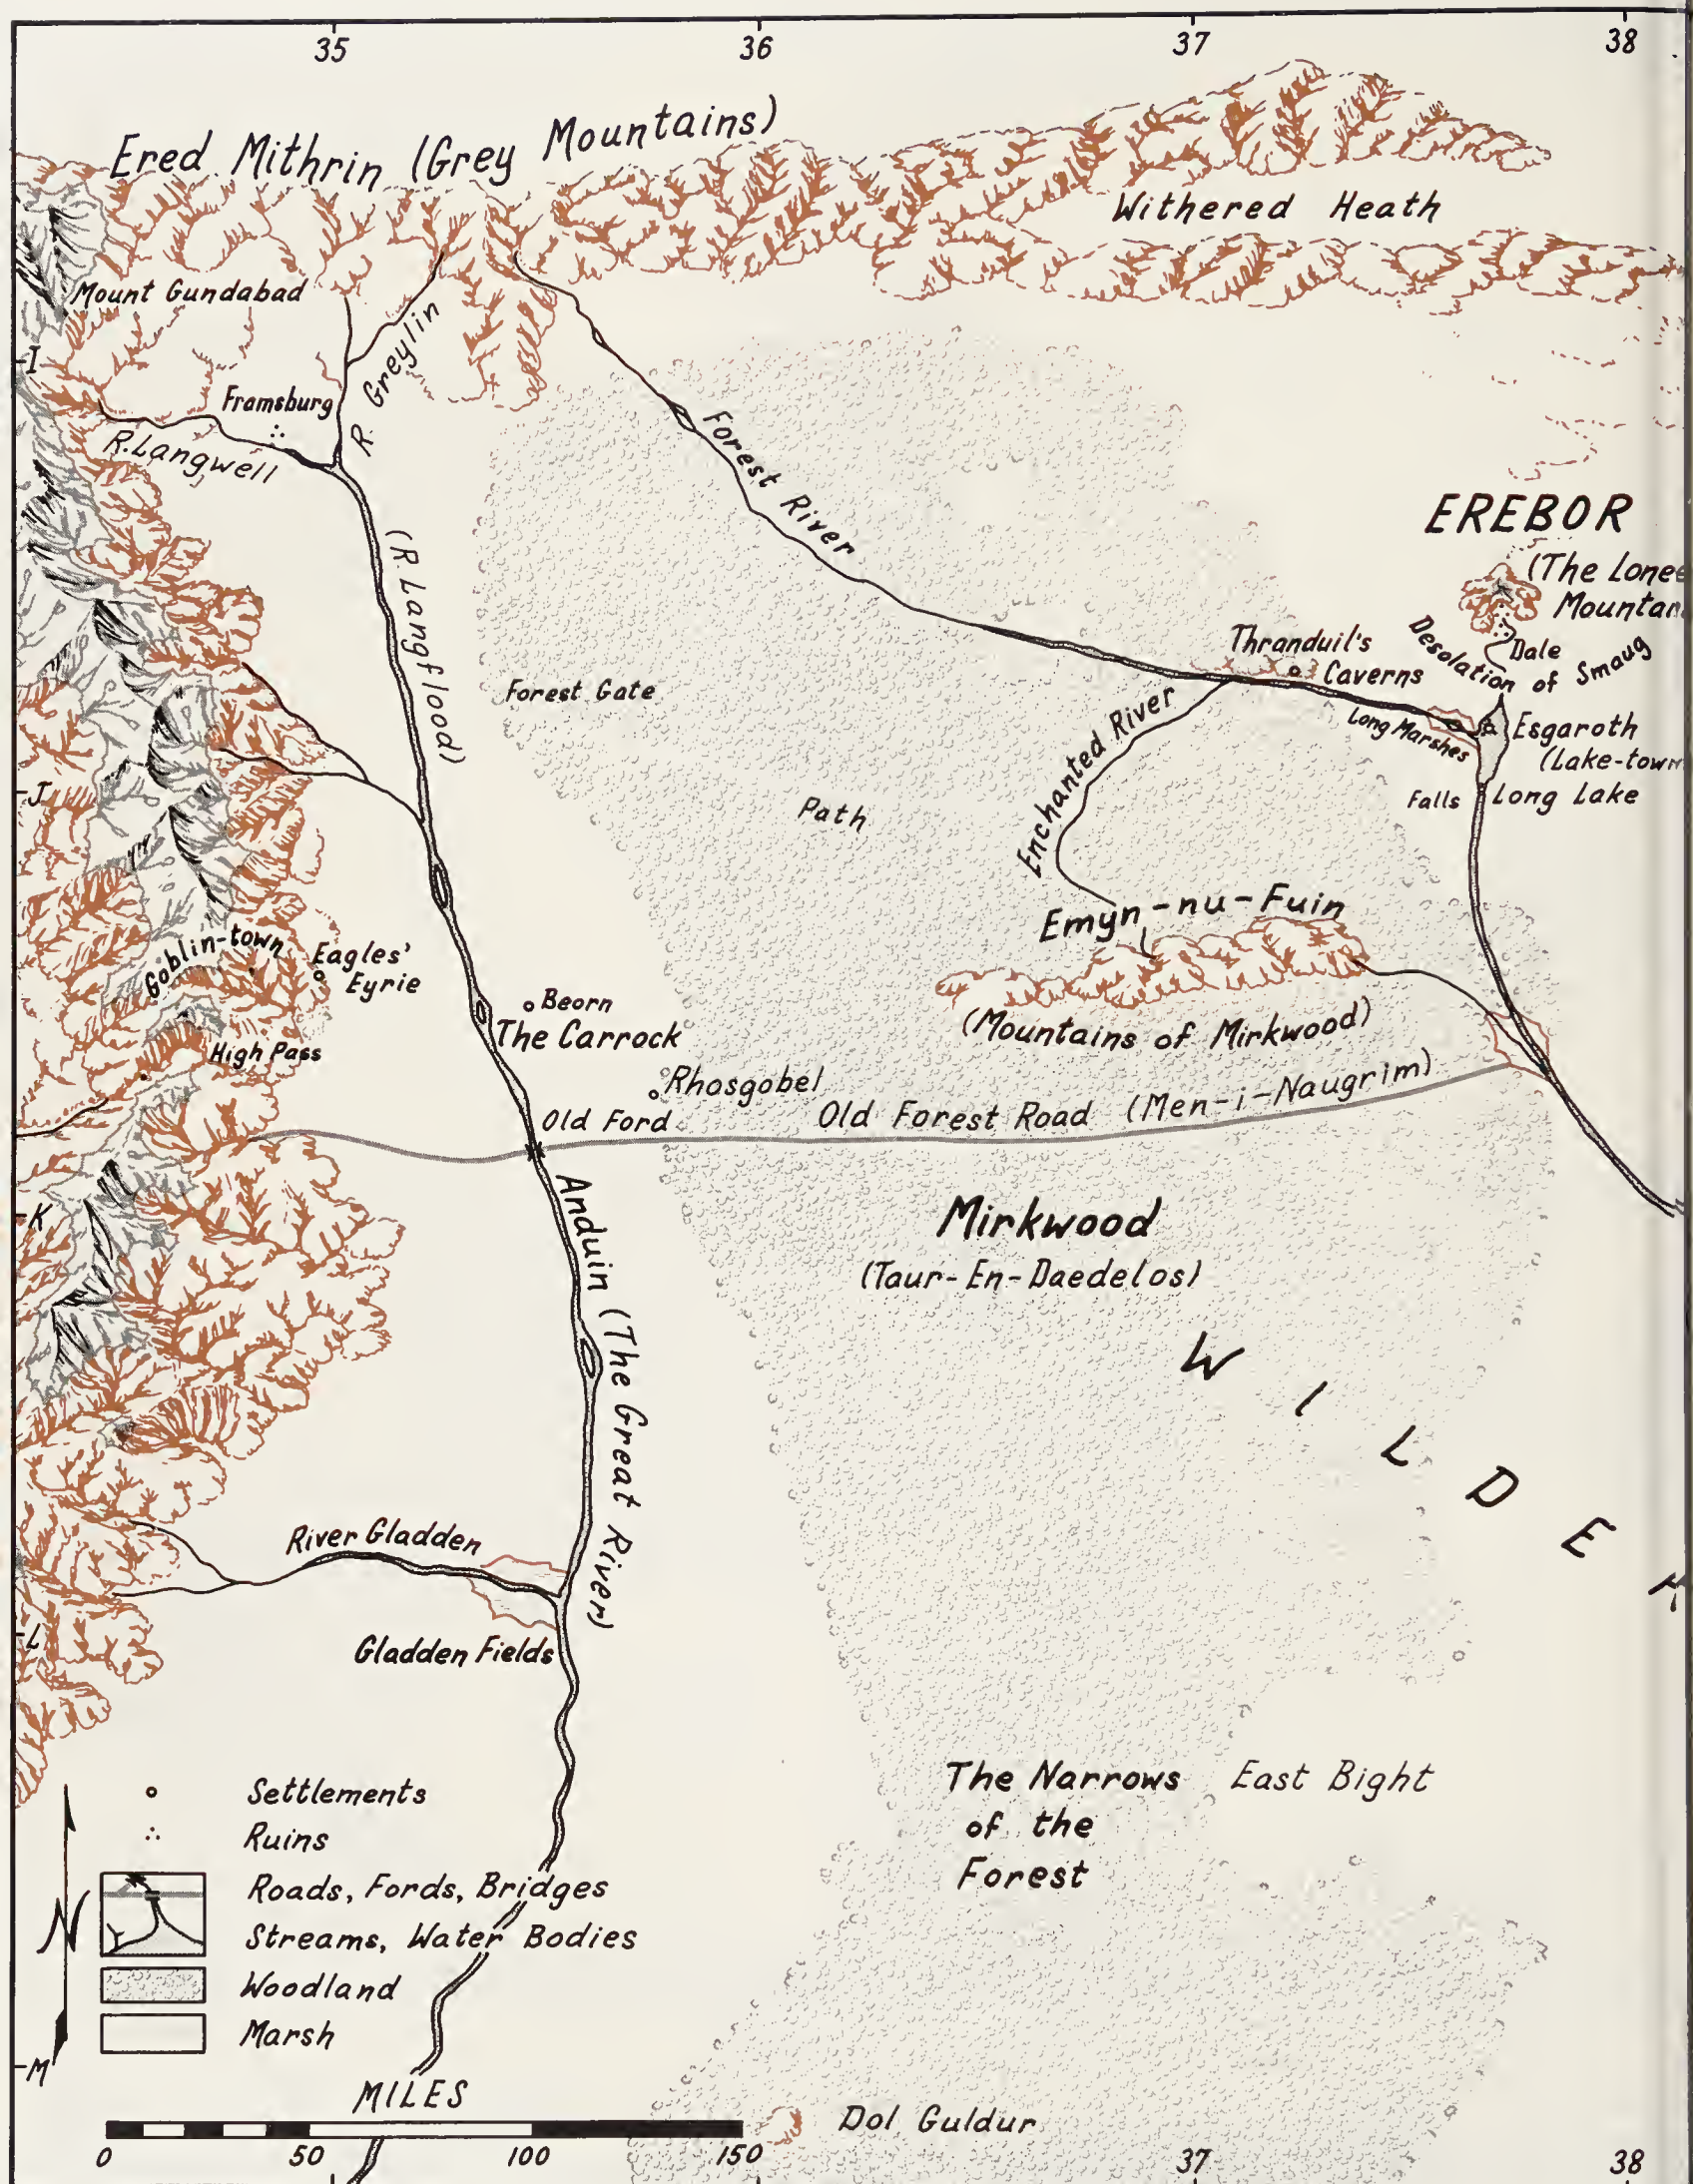 35 36 37 38
Ered Mithrin (Grey Mountains)
Withered Heath
Mount Gundabad
I
R. Greylin
Framsburg
R. Langwell
Forest River
EREBOR
(The Lone
Mountai
(R. Langflood)
Dale
Desolation of Smaug
Thranduil's
Caverns
Forest Gate
Enchanted River
Long Marshes
Esgaroth
(Lake-town
J
Falls
Long Lake
Path
Emyn-nu-Fuin
Goblin-town
Eagles'
Eyrie
Beorn
The Carrock
(Mountains of Mirkwood)
High Pass
Rhosgobel
Old Ford
Old Forest Road (Men-i-Naugrim)
K
Anduin (The Great River)
Mirkwood
(Taur-En-Daedelos)
WILDER
River Gladden
L
Gladden Fields
The Narrows
of the
Forest
East Bight
Settlements
Ruins
Roads, Fords, Bridges
Streams, Water Bodies
Woodland
Marsh
N
M
MILES
0 50 100 150
Dol Guldur
37 38